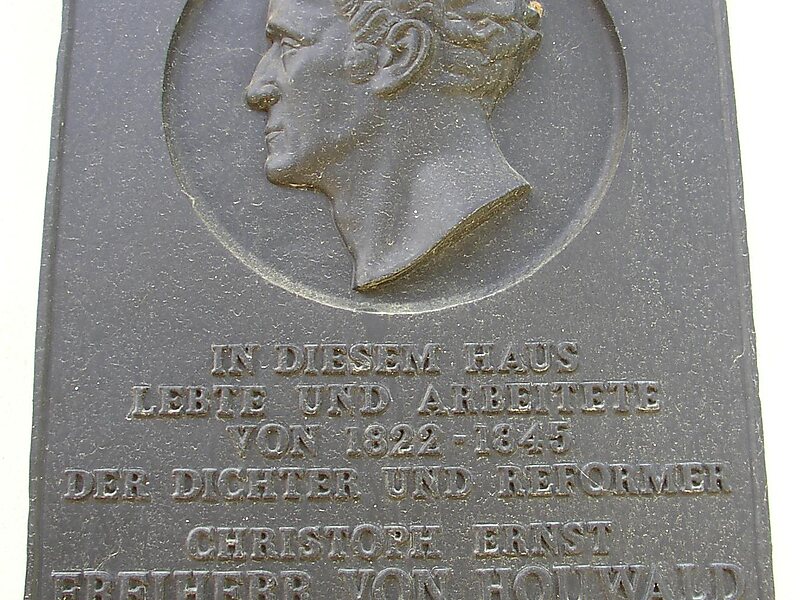 IN DIESEM HAUS
LEBTE UND ARBEITETE
VON 1822-1845
DER DICHTER UND REFORMER
CHRISTOPH ERNST
FREIHERR VON HOUWALD